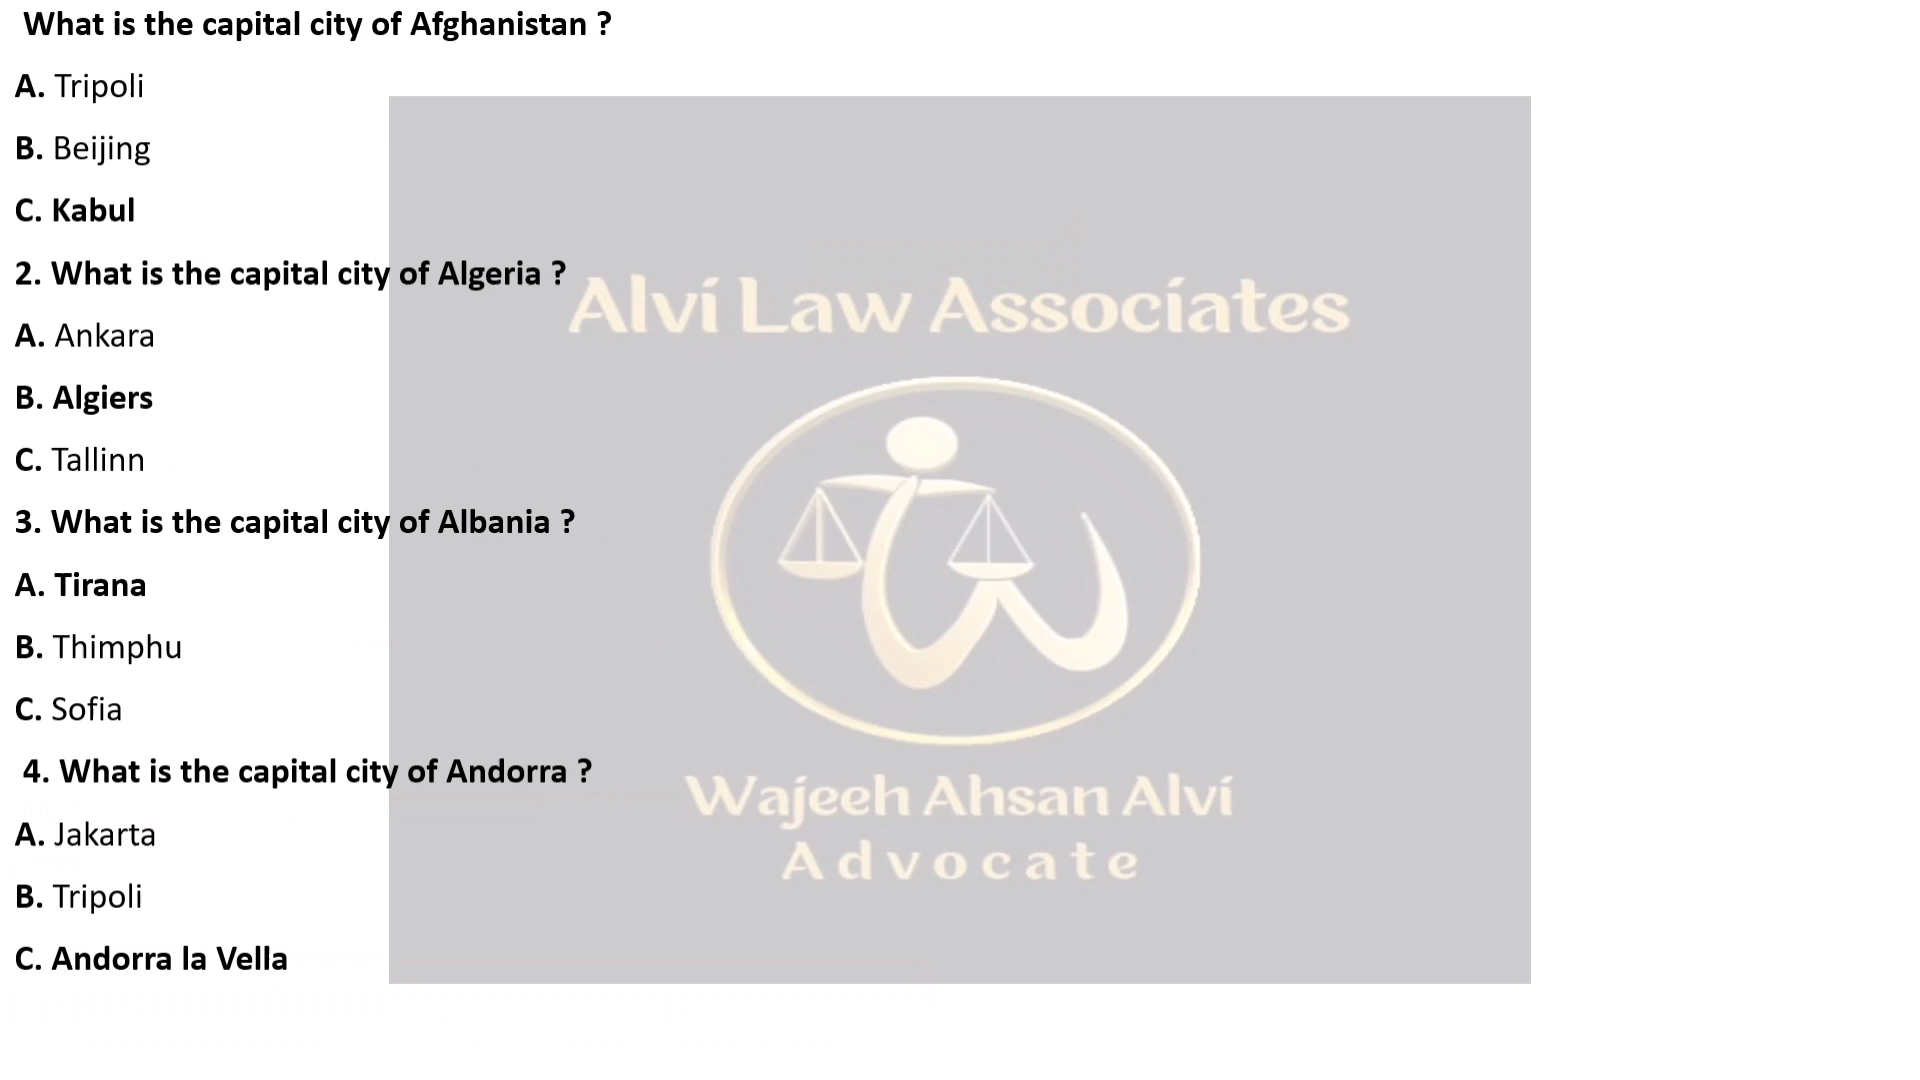 What is the capital city of Afghanistan ?
A. Tripoli
B. Beijing
C. Kabul
2. What is the capital city of Algeria ?
A. Ankara
B. Algiers
C. Tallinn
3. What is the capital city of Albania ?
A. Tirana
B. Thimphu
C. Sofia
4. What is the capital city of Andorra ?
A. Jakarta
B. Tripoli
C. Andorra la Vella
Alvi Law Associates
Wajeeh Ahsan Alvi
Advocate